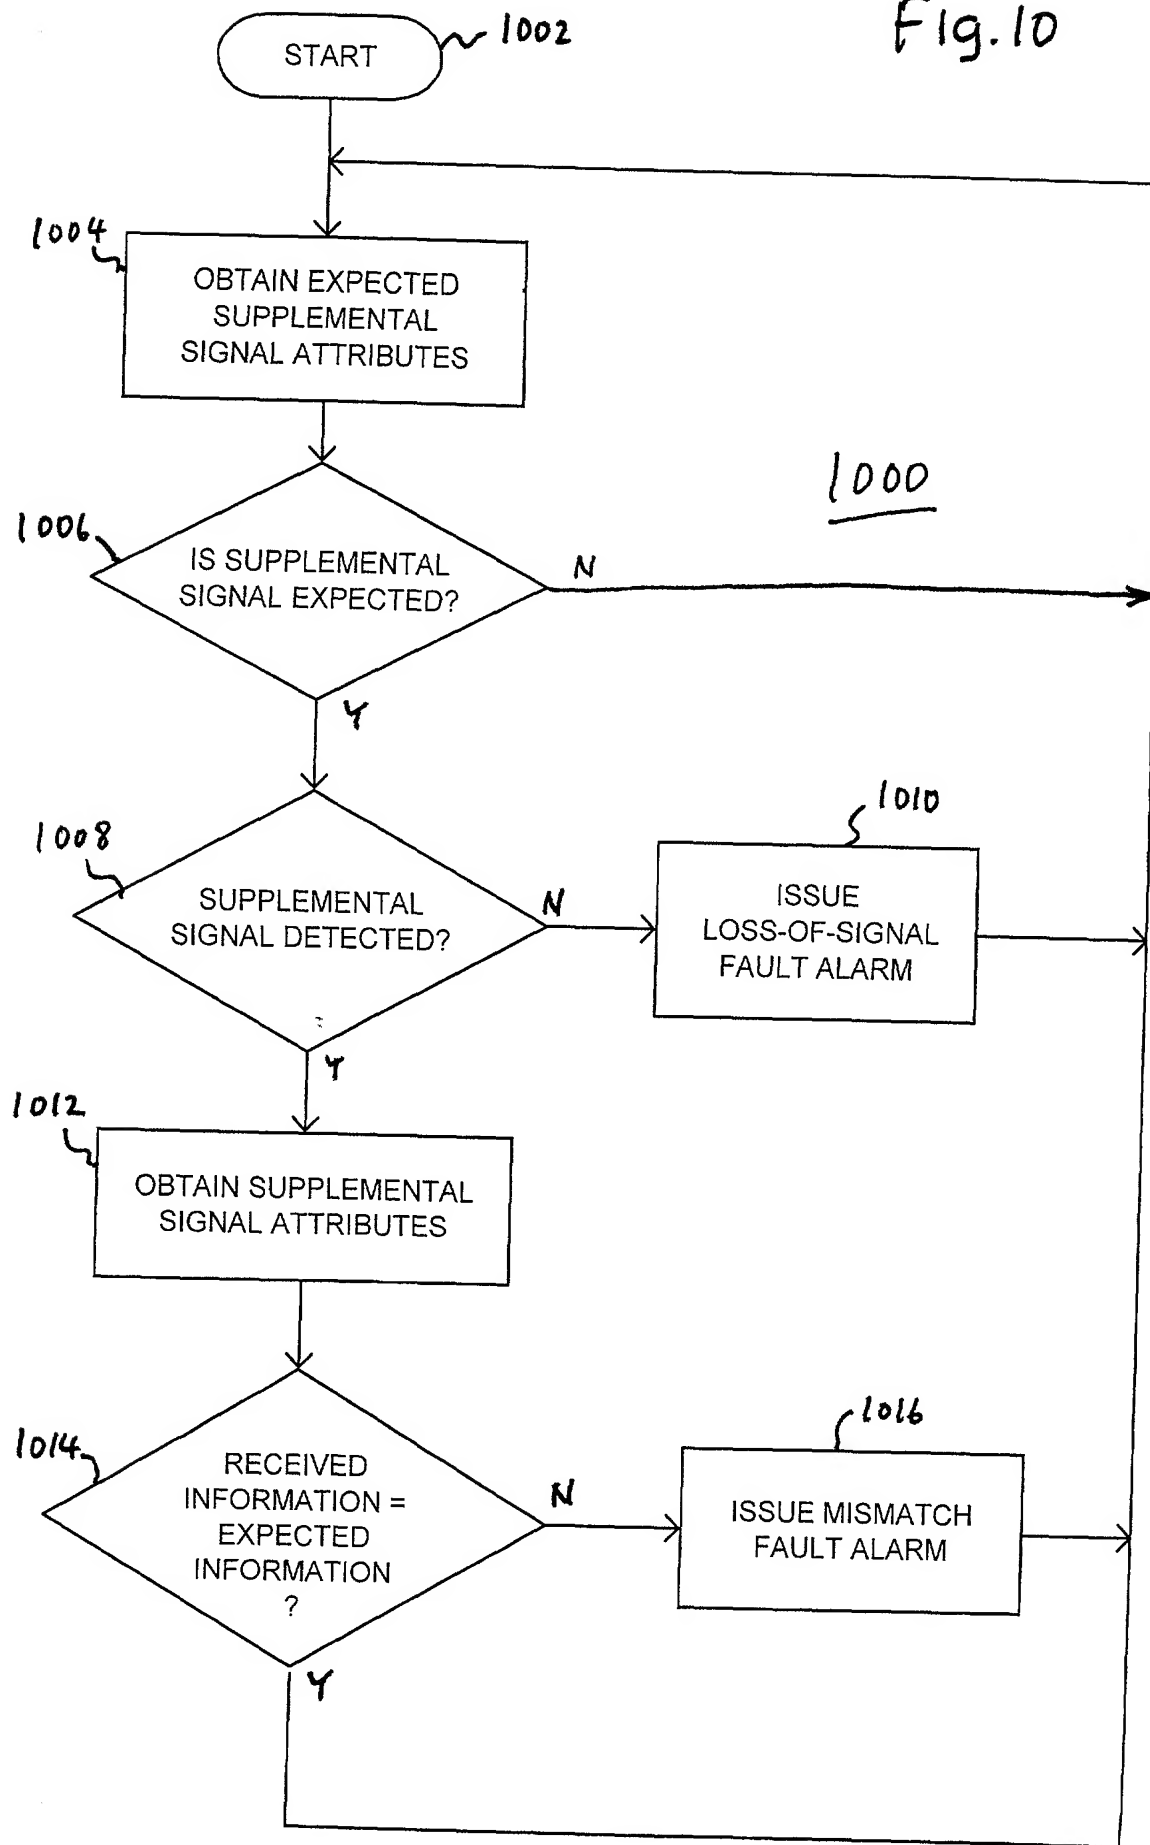 Fig.10
START
1002
1004
OBTAIN EXPECTED
SUPPLEMENTAL
SIGNAL ATTRIBUTES
1000
1006
IS SUPPLEMENTAL
SIGNAL EXPECTED?
N
Y
1008
SUPPLEMENTAL
SIGNAL DETECTED?
N
1010
ISSUE
LOSS-OF-SIGNAL
FAULT ALARM
Y
1012
OBTAIN SUPPLEMENTAL
SIGNAL ATTRIBUTES
1014
RECEIVED
INFORMATION =
EXPECTED
INFORMATION
?
N
1016
ISSUE MISMATCH
FAULT ALARM
Y